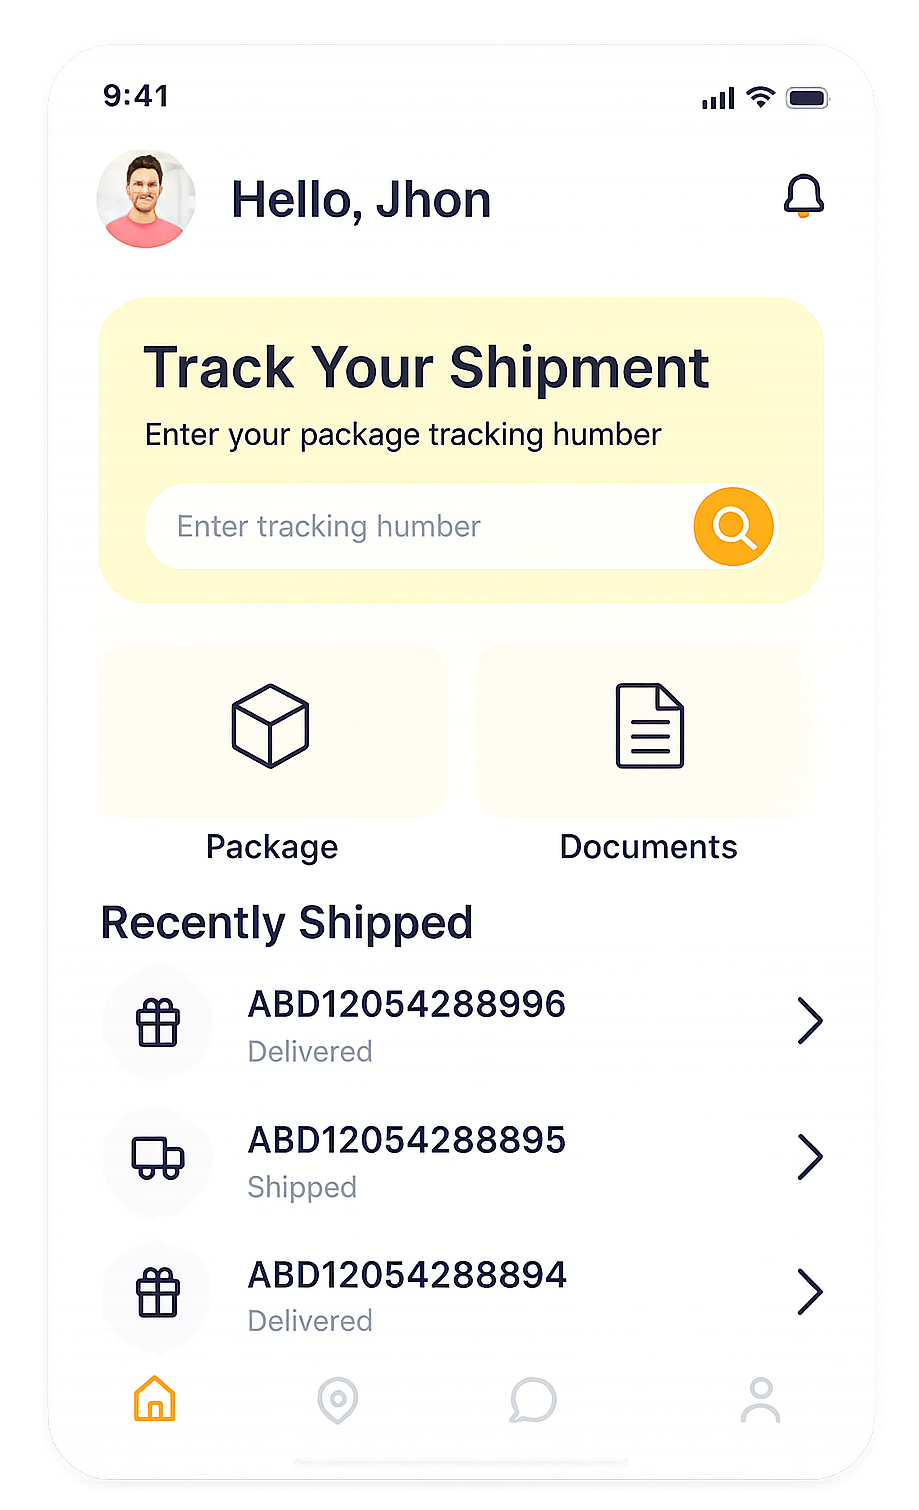 9:41
Hello, Jhon
Track Your Shipment
Enter your package tracking humber
Enter tracking humber
Package
Documents
Recently Shipped
ABD12054288996
Delivered
ABD12054288895
Shipped
ABD12054288894
Delivered